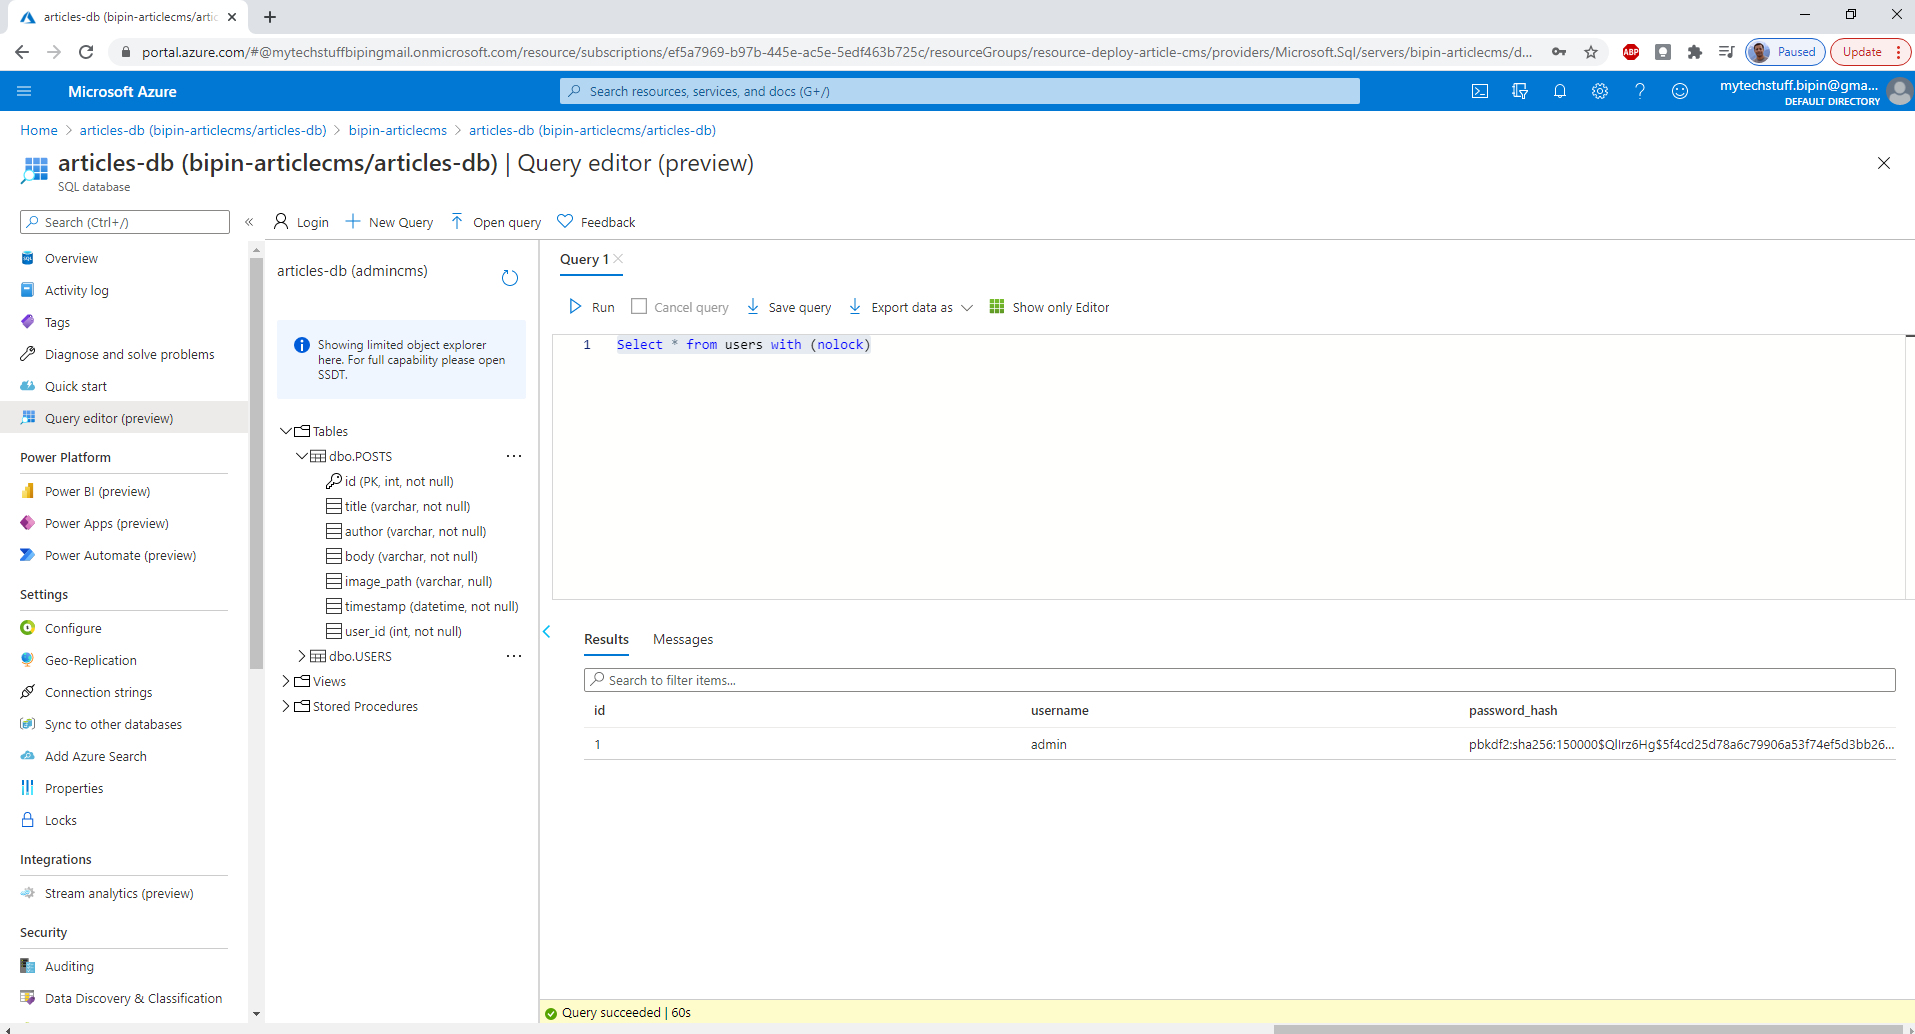 articles-db (bipin-articlecms/artic
portal.azure.com/#@mytechstuffbipingmail.onmicrosoft.com/resource/subscriptions/ef5a7969-b97b-445e-ac5e-5edf463b725c/resourceGroups/resource-deploy-article-cms/providers/Microsoft.Sql/servers/bipin-articlecms/d...
ABP
Paused
Update
Microsoft Azure
Search resources, services, and docs (G+/)
mytechstuff.bipin@gma...
DEFAULT DIRECTORY
Home > articles-db (bipin-articlecms/articles-db) > bipin-articlecms > articles-db (bipin-articlecms/articles-db)
articles-db (bipin-articlecms/articles-db) | Query editor (preview)
SQL database
Search (Ctrl+/)
Overview
Activity log
Tags
Diagnose and solve problems
Quick start
Query editor (preview)
Power Platform
Power BI (preview)
Power Apps (preview)
Power Automate (preview)
Settings
Configure
Geo-Replication
Connection strings
Sync to other databases
Add Azure Search
Properties
Locks
Integrations
Stream analytics (preview)
Security
Auditing
Data Discovery & Classification
Login
New Query
Open query
Feedback
articles-db (admincms)
Showing limited object explorer
here. For full capability please open
SSDT.
Tables
dbo.POSTS
id (PK, int, not null)
title (varchar, not null)
author (varchar, not null)
body (varchar, not null)
image_path (varchar, null)
timestamp (datetime, not null)
user_id (int, not null)
dbo.USERS
Views
Stored Procedures
Query 1
Run
Cancel query
Save query
Export data as
Show only Editor
1 Select * from users with (nolock)
Results
Messages
Search to filter items...
id username password_hash
1 admin pbkdf2:sha256:150000$QlIrz6Hg$5f4cd25d78a6c79906a53f74ef5d3bb26...
Query succeeded | 60s